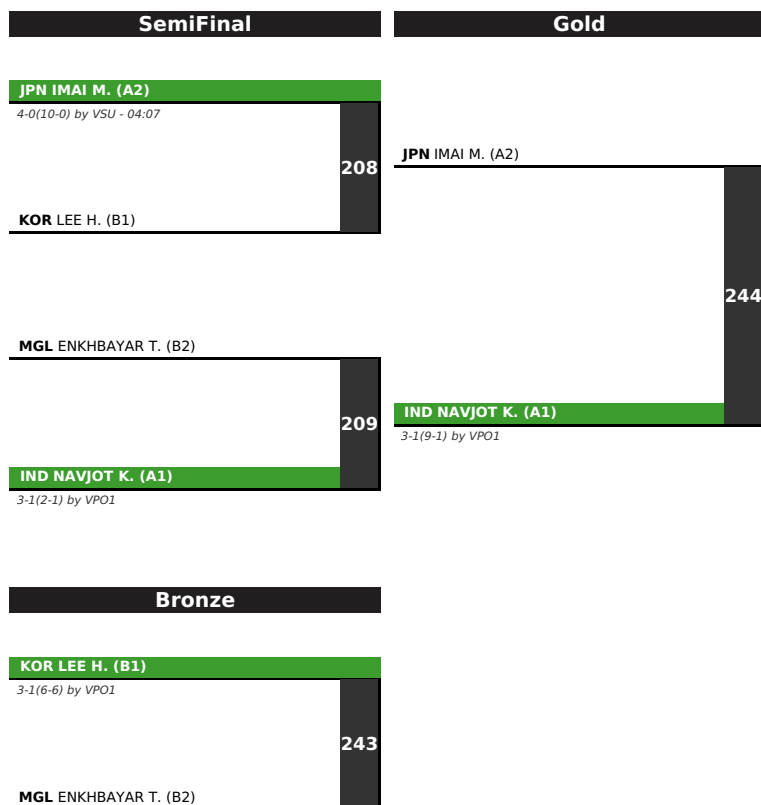 SemiFinal
Gold
JPN IMAI M. (A2)
4-0(10-0) by VSU - 04:07
208
KOR LEE H. (B1)
JPN IMAI M. (A2)
244
MGL ENKHBAYAR T. (B2)
209
IND NAVJOT K. (A1)
3-1(2-1) by VPO1
IND NAVJOT K. (A1)
3-1(9-1) by VPO1
Bronze
KOR LEE H. (B1)
3-1(6-6) by VPO1
243
MGL ENKHBAYAR T. (B2)